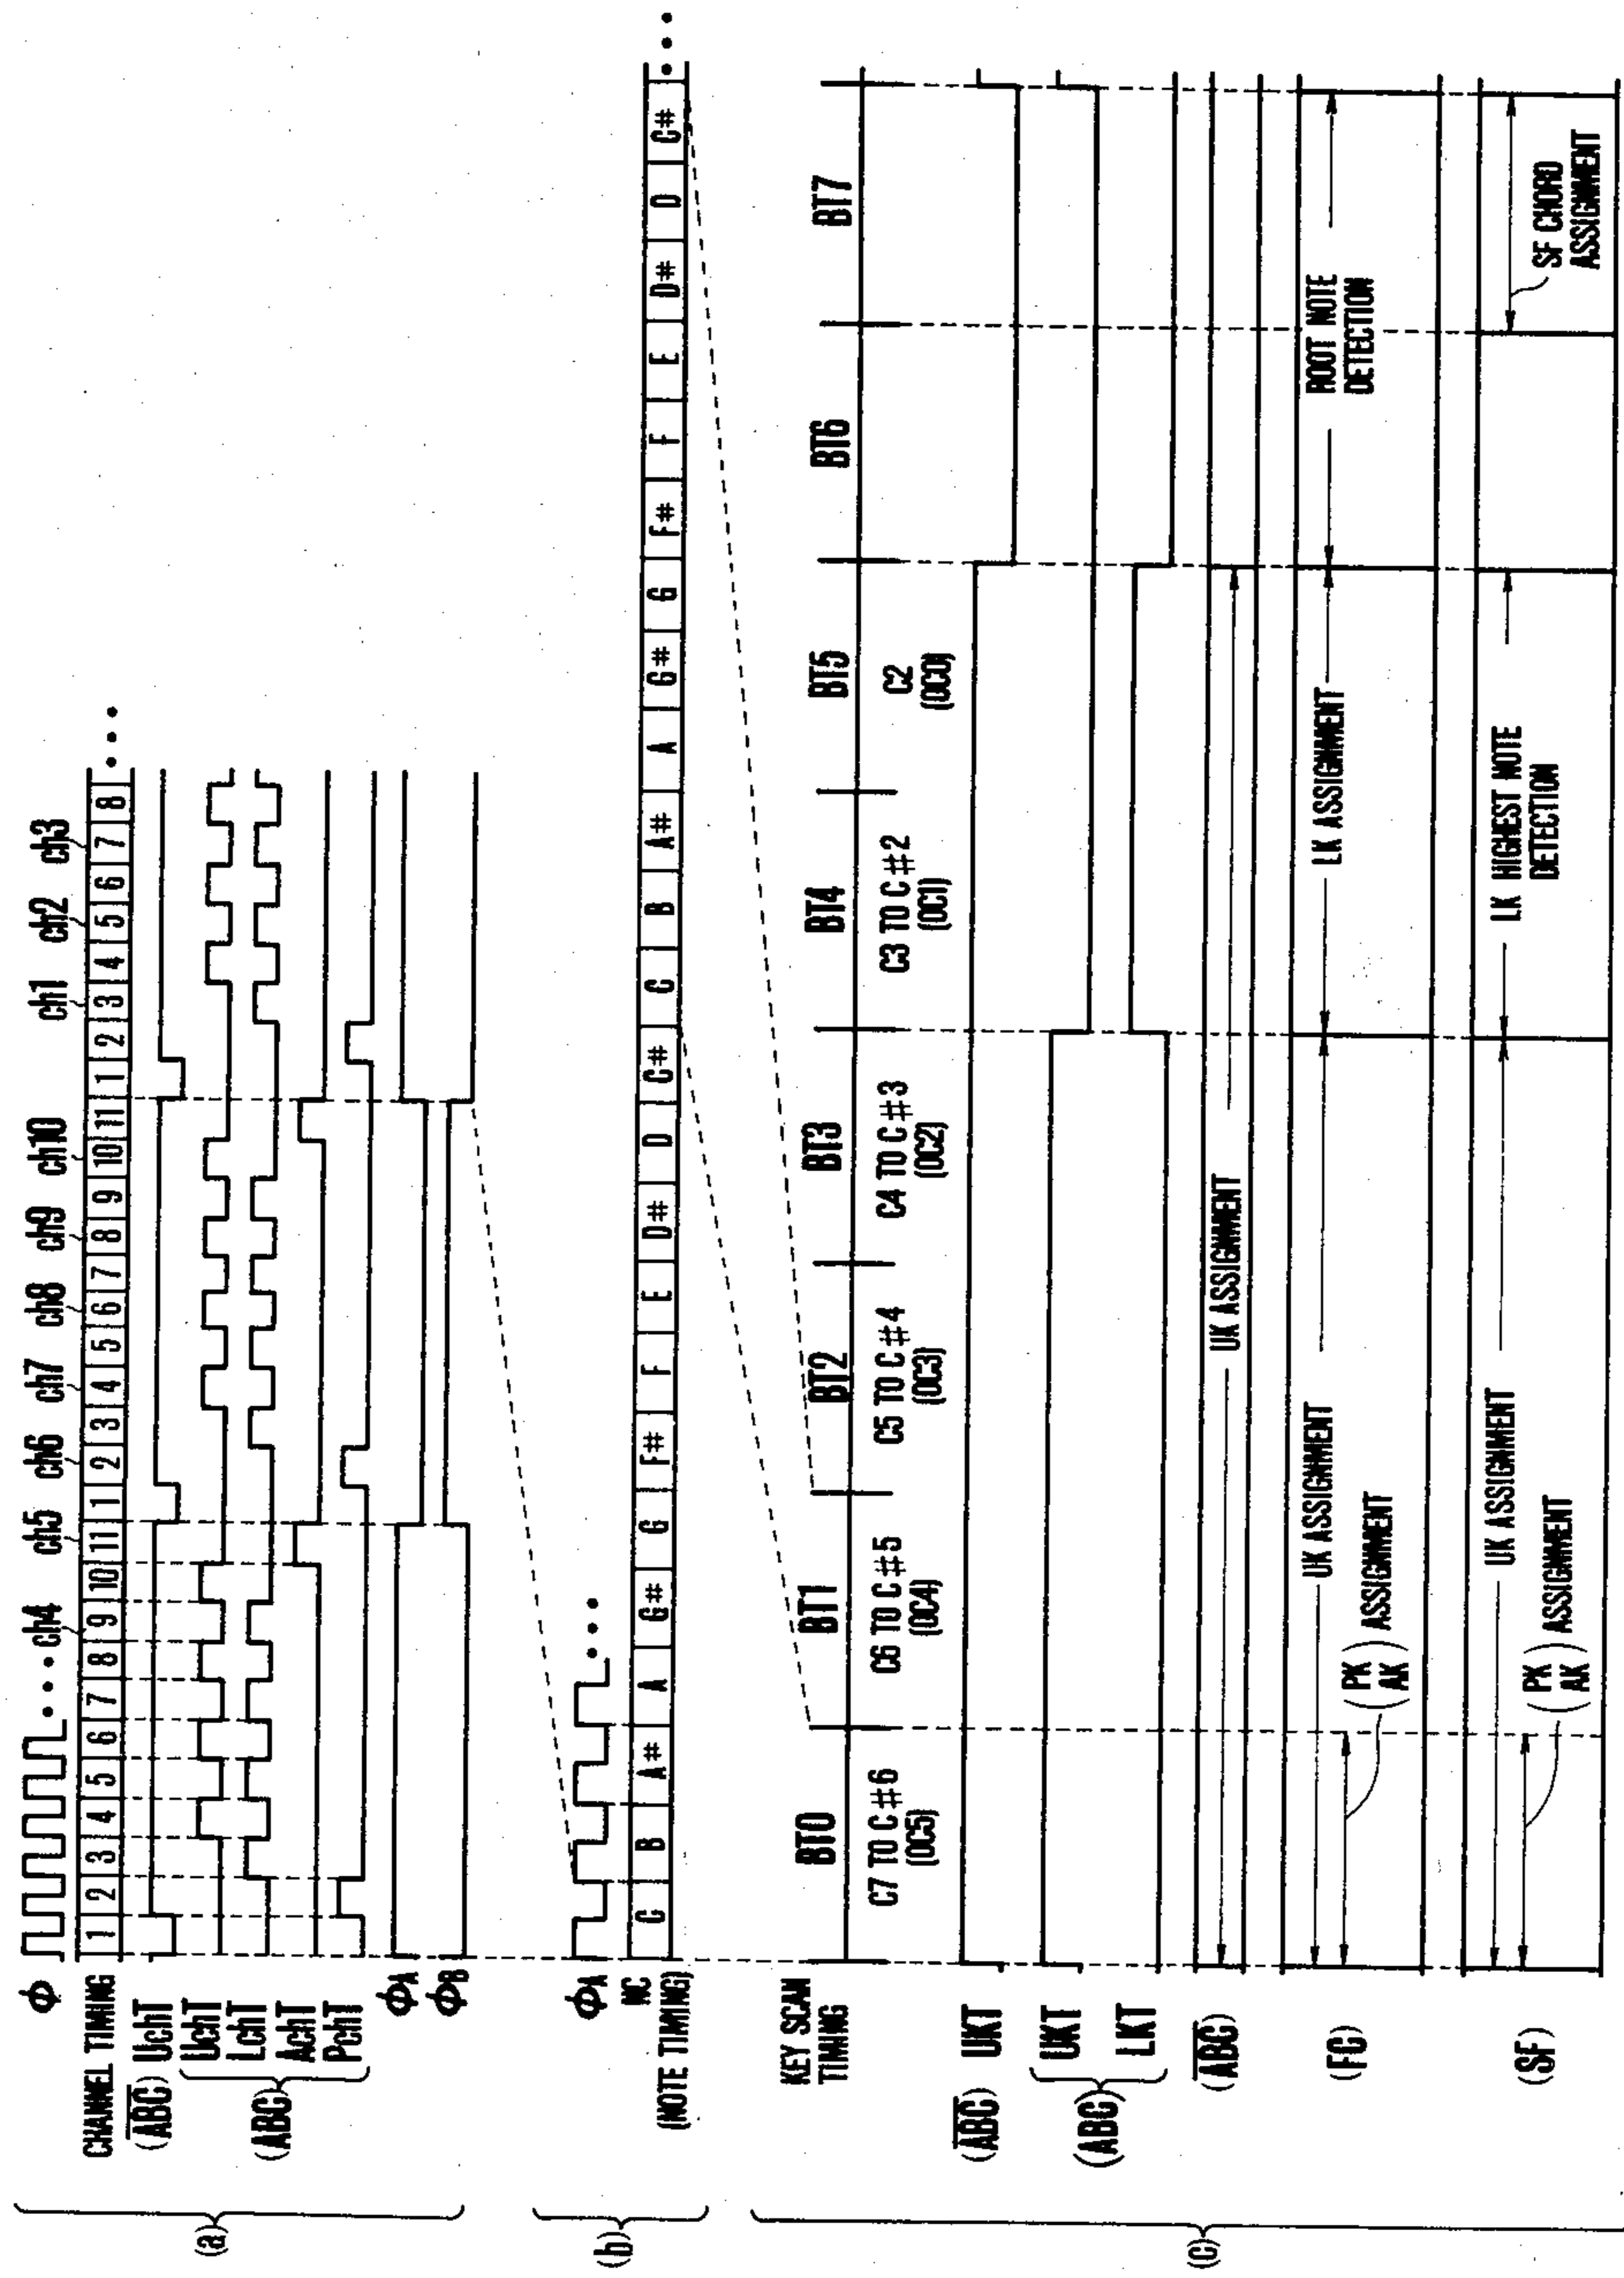 (a)
Φ
• • •
CHANNEL TIMING
ch4 ch5 ch6 ch7 ch8 ch9 ch10 ch1 ch2 ch3
1 2 3 4 5 6 7 8 9 10 11 1 2 3 4 5 6 7 8 9 10 11 1 2 3 4 5 6 7 8 • • •
(A̅B̅C̅) UchT
(ABC)
UchT
LchT
AchT
PchT
ΦA
ΦB
(b)
ΦA
• • •
NC
(NOTE TIMING)
C B A# A G# G F# F E D# D C# C B A# A G# G F# F E D# D C# • • •
(c)
KEY SCAN
TIMING
BT0 BT1 BT2 BT3 BT4 BT5 BT6 BT7
C7 TO C#6 C6 TO C#5 C5 TO C#4 C4 TO C#3 C3 TO C#2 C2
(OC5) (OC4) (OC3) (OC2) (OC1) (OC0)
(A̅B̅C̅) UKT
(ABC)
UKT
LKT
(A̅B̅C̅)
UK ASSIGNMENT
(FC)
UK ASSIGNMENT
LK ASSIGNMENT
ROOT NOTE
DETECTION
(PK
AK) ASSIGNMENT
(SF)
UK ASSIGNMENT
LK HIGHEST NOTE
DETECTION
SF CHORD
ASSIGNMENT
(PK
AK) ASSIGNMENT